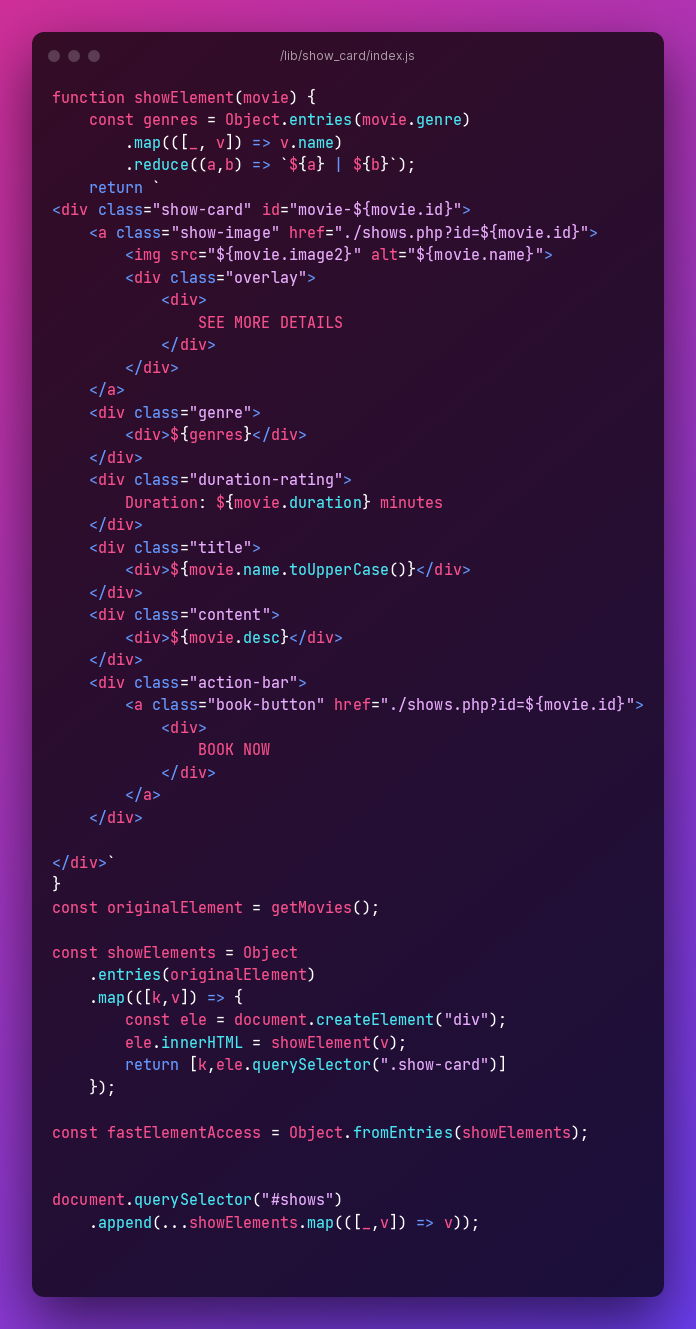 /lib/show_card/index.js
function showElement(movie) {
    const genres = Object.entries(movie.genre)
        .map(([_, v]) => v.name)
        .reduce((a,b) => `${a} | ${b}`);
    return `
<div class="show-card" id="movie-${movie.id}">
    <a class="show-image" href="./shows.php?id=${movie.id}">
        <img src="${movie.image2}" alt="${movie.name}">
        <div class="overlay">
            <div>
                SEE MORE DETAILS
            </div>
        </div>
    </a>
    <div class="genre">
        <div>${genres}</div>
    </div>
    <div class="duration-rating">
        Duration: ${movie.duration} minutes
    </div>
    <div class="title">
        <div>${movie.name.toUpperCase()}</div>
    </div>
    <div class="content">
        <div>${movie.desc}</div>
    </div>
    <div class="action-bar">
        <a class="book-button" href="./shows.php?id=${movie.id}">
            <div>
                BOOK NOW
            </div>
        </a>
    </div>

</div>`
}
const originalElement = getMovies();

const showElements = Object
    .entries(originalElement)
    .map(([k,v]) => {
        const ele = document.createElement("div");
        ele.innerHTML = showElement(v);
        return [k,ele.querySelector(".show-card")]
    });

const fastElementAccess = Object.fromEntries(showElements);


document.querySelector("#shows")
    .append(...showElements.map(([_,v]) => v));